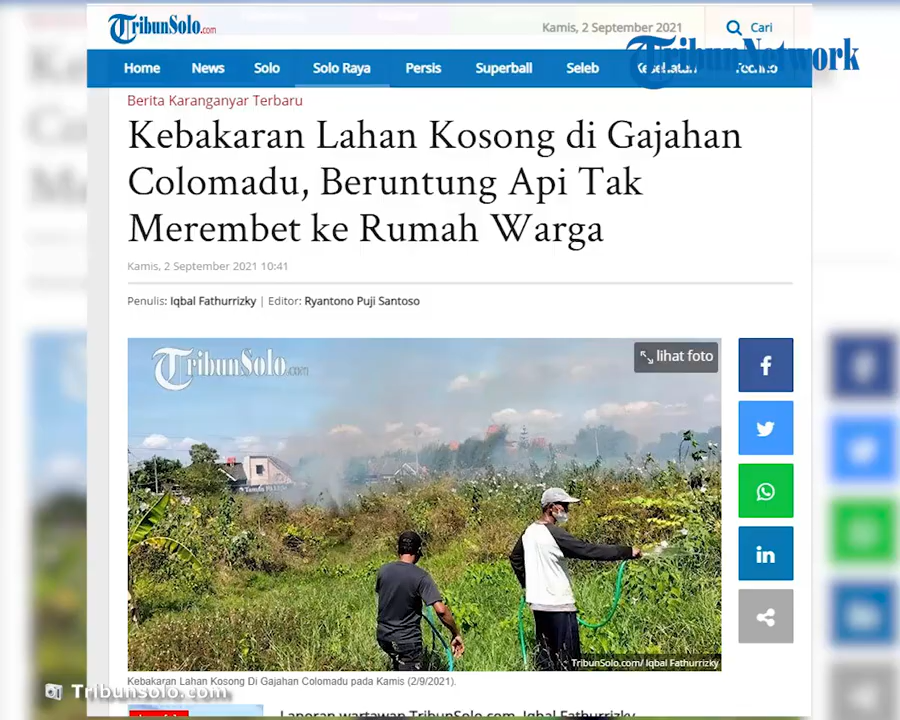 TribunSolo.com
Kamis, 2 September 2021
Cari
TribunNetwork
Home News Solo Solo Raya Persis Superball Seleb Kesehatan Techno
Berita Karanganyar Terbaru
Kebakaran Lahan Kosong di Gajahan
Colomadu, Beruntung Api Tak
Merembet ke Rumah Warga
Kamis, 2 September 2021 10:41
Penulis: Iqbal Fathurrizky | Editor: Ryantono Puji Santoso
TribunSolo.com
lihat foto
TribunSolo.com/ Iqbal Fathurrizky
Kebakaran Lahan Kosong Di Gajahan Colomadu pada Kamis (2/9/2021).
Tribunsolo.com
Laporan wartawan TribunSolo.com, Iqbal Fathurrizky